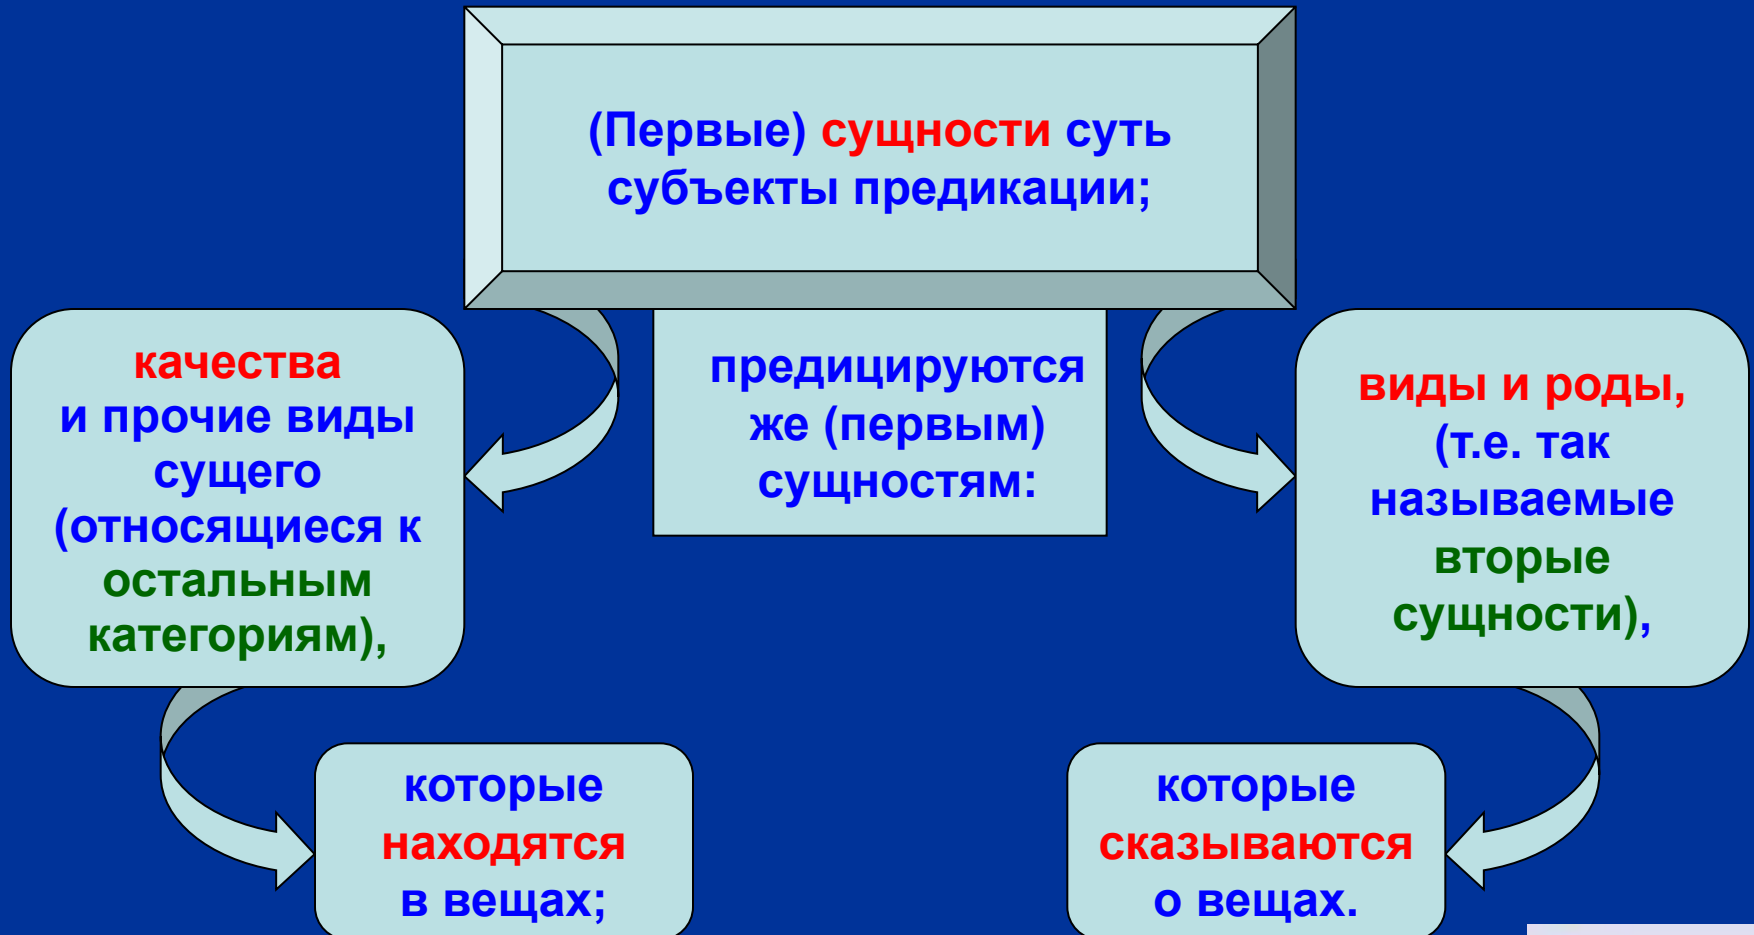 (Первые) сущности суть
субъекты предикации;
предицируются
же (первым)
сущностям:
качества
и прочие виды
сущего
(относящиеся к
остальным
категориям),
которые
находятся
в вещах;
виды и роды,
(т.е. так
называемые
вторые
сущности),
которые
сказываются
о вещах.